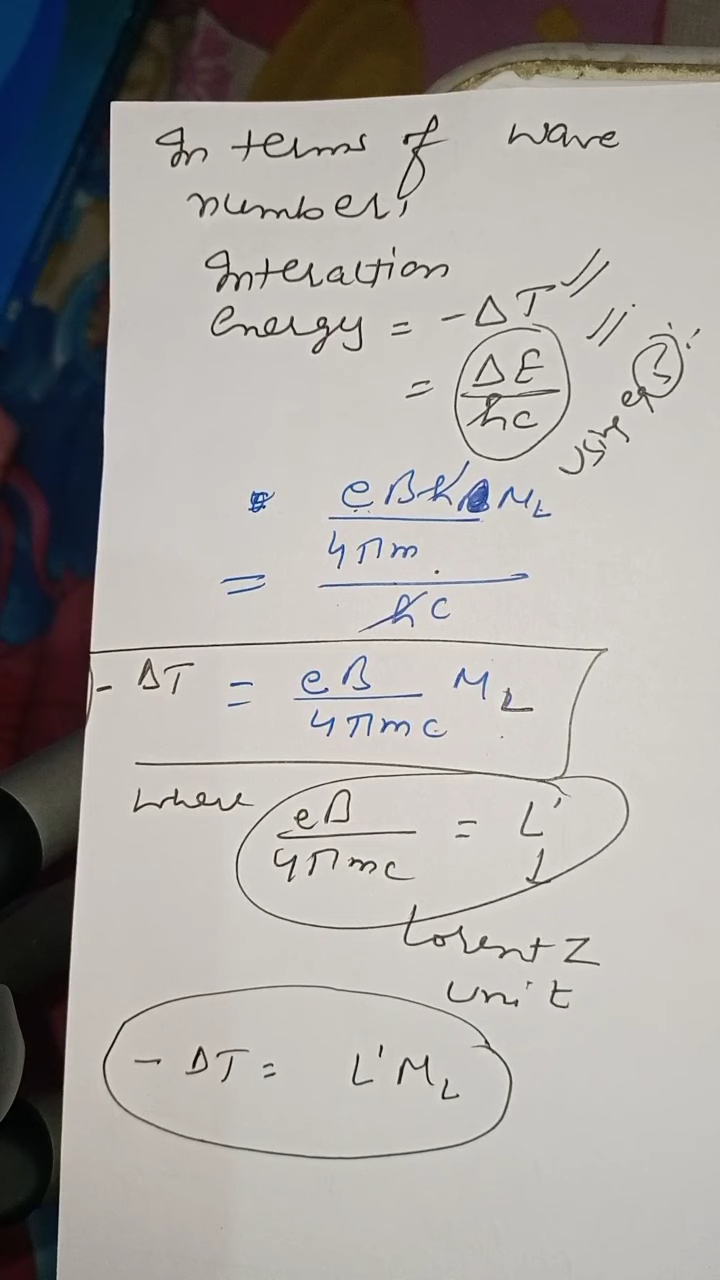 In terms of wave
number,
Interaction
energy = -ΔT
= ΔE/hc using eq 3
eBh M_L
4πm
= hc
- ΔT = eB/4πmc M_L
where eB/4πmc = L'
↓
Lorentz
unit
- ΔT = L'M_L